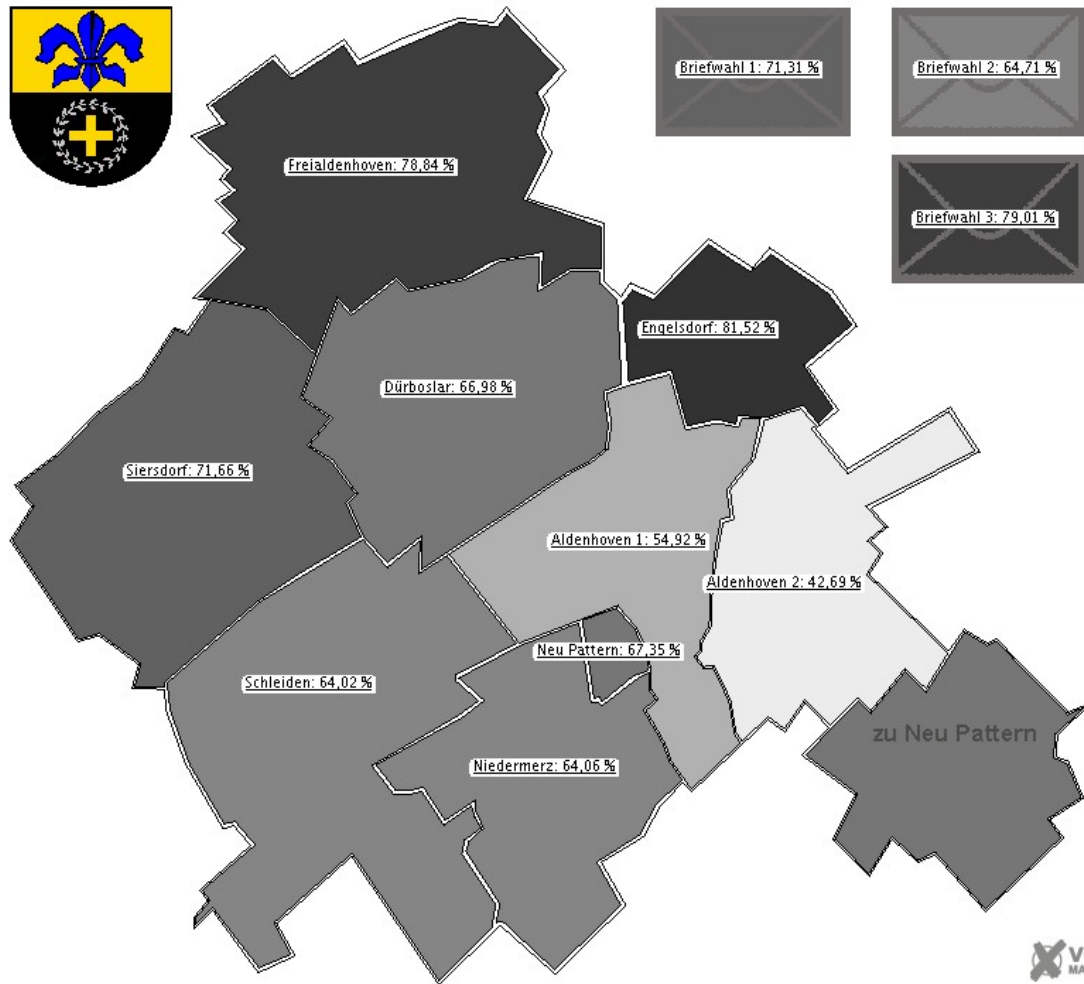 Briefwahl 1: 71,31 %
Briefwahl 2: 64,71 %
Freialdenhoven: 78,84 %
Briefwahl 3: 79,01 %
Engelsdorf: 81,52 %
Dürboslar: 66,98 %
Siersdorf: 71,66 %
Aldenhoven 1: 54,92 %
Aldenhoven 2: 42,69 %
Neu Pattern: 67,35 %
Schleiden: 64,02 %
zu Neu Pattern
Niedermerz: 64,06 %
V
MA